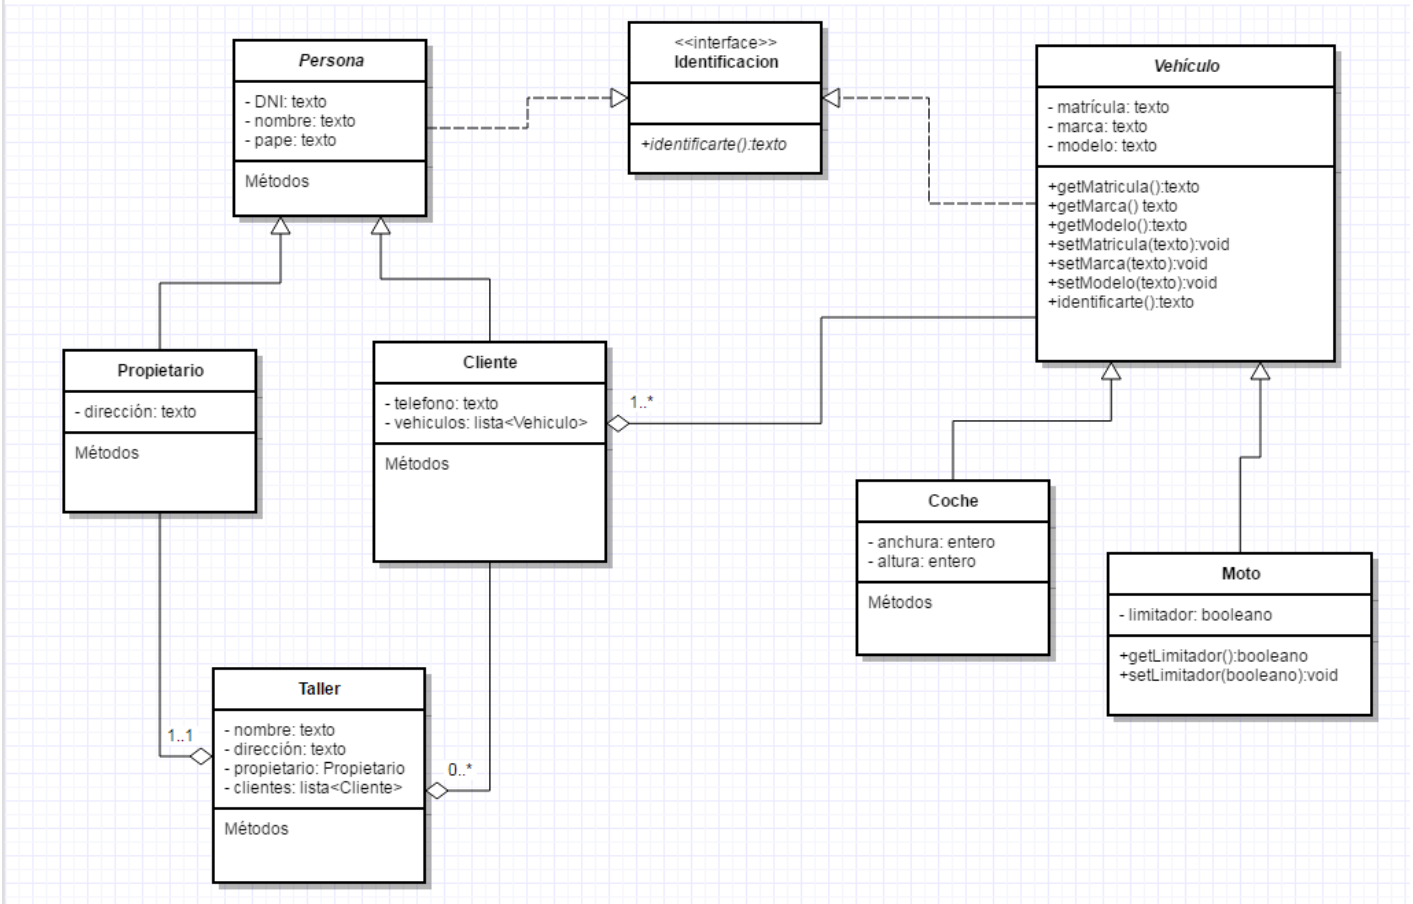 Persona
- DNI: texto
- nombre: texto
- pape: texto
Métodos
<<interface>>
Identificacion
+identificarte():texto
Vehículo
- matrícula: texto
- marca: texto
- modelo: texto
+getMatricula():texto
+getMarca() texto
+getModelo():texto
+setMatricula(texto):void
+setMarca(texto):void
+setModelo(texto):void
+identificarte():texto
Propietario
- dirección: texto
Métodos
Cliente
- telefono: texto
- vehiculos: lista<Vehiculo>
Métodos
1..*
Coche
- anchura: entero
- altura: entero
Métodos
Moto
- limitador: booleano
+getLimitador():booleano
+setLimitador(booleano):void
Taller
- nombre: texto
- dirección: texto
- propietario: Propietario
- clientes: lista<Cliente>
Métodos
1..1
0..*